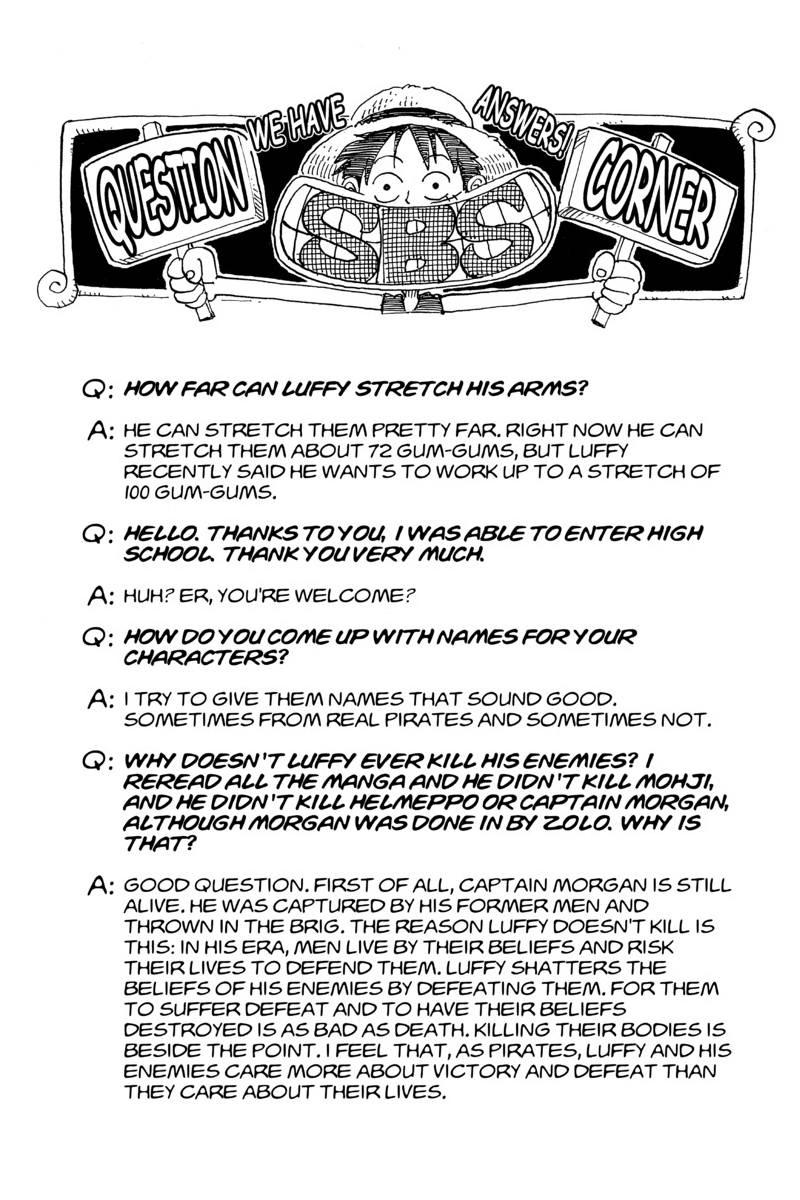 WE HAVE ANSWERS!
QUESTION CORNER
SBS
Q: HOW FAR CAN LUFFY STRETCH HIS ARMS?
A: HE CAN STRETCH THEM PRETTY FAR. RIGHT NOW HE CAN
STRETCH THEM ABOUT 72 GUM-GUMS, BUT LUFFY
RECENTLY SAID HE WANTS TO WORK UP TO A STRETCH OF
100 GUM-GUMS.
Q: HELLO. THANKS TO YOU, I WAS ABLE TO ENTER HIGH
SCHOOL. THANK YOU VERY MUCH.
A: HUH? ER, YOU'RE WELCOME?
Q: HOW DO YOU COME UP WITH NAMES FOR YOUR
CHARACTERS?
A: I TRY TO GIVE THEM NAMES THAT SOUND GOOD.
SOMETIMES FROM REAL PIRATES AND SOMETIMES NOT.
Q: WHY DOESN'T LUFFY EVER KILL HIS ENEMIES? I
REREAD ALL THE MANGA AND HE DIDN'T KILL MOHJI,
AND HE DIDN'T KILL HELMEPPO OR CAPTAIN MORGAN,
ALTHOUGH MORGAN WAS DONE IN BY ZOLO. WHY IS
THAT?
A: GOOD QUESTION. FIRST OF ALL, CAPTAIN MORGAN IS STILL
ALIVE. HE WAS CAPTURED BY HIS FORMER MEN AND
THROWN IN THE BRIG. THE REASON LUFFY DOESN'T KILL IS
THIS: IN HIS ERA, MEN LIVE BY THEIR BELIEFS AND RISK
THEIR LIVES TO DEFEND THEM. LUFFY SHATTERS THE
BELIEFS OF HIS ENEMIES BY DEFEATING THEM. FOR THEM
TO SUFFER DEFEAT AND TO HAVE THEIR BELIEFS
DESTROYED IS AS BAD AS DEATH. KILLING THEIR BODIES IS
BESIDE THE POINT. I FEEL THAT, AS PIRATES, LUFFY AND HIS
ENEMIES CARE MORE ABOUT VICTORY AND DEFEAT THAN
THEY CARE ABOUT THEIR LIVES.